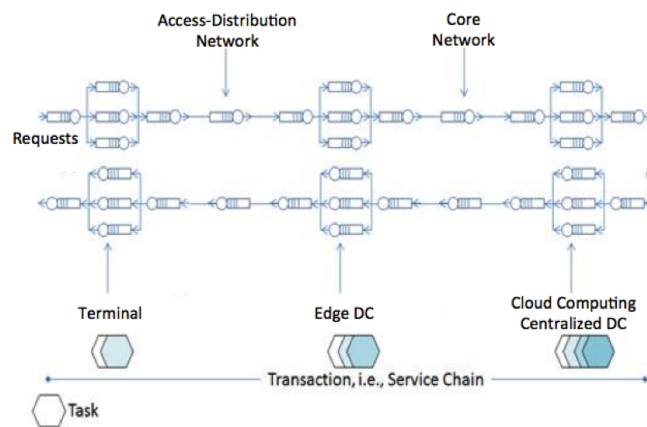 Access-Distribution
Network
Core
Network
Requests
Terminal
Edge DC
Cloud Computing
Centralized DC
Transaction, i.e., Service Chain
Task